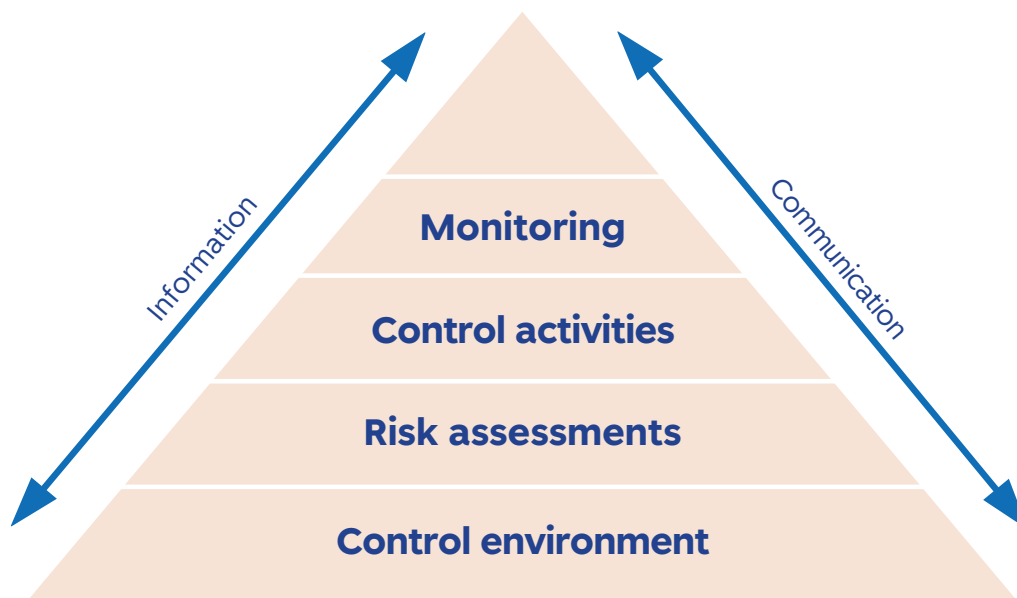 Information
Communication
Monitoring
Control activities
Risk assessments
Control environment